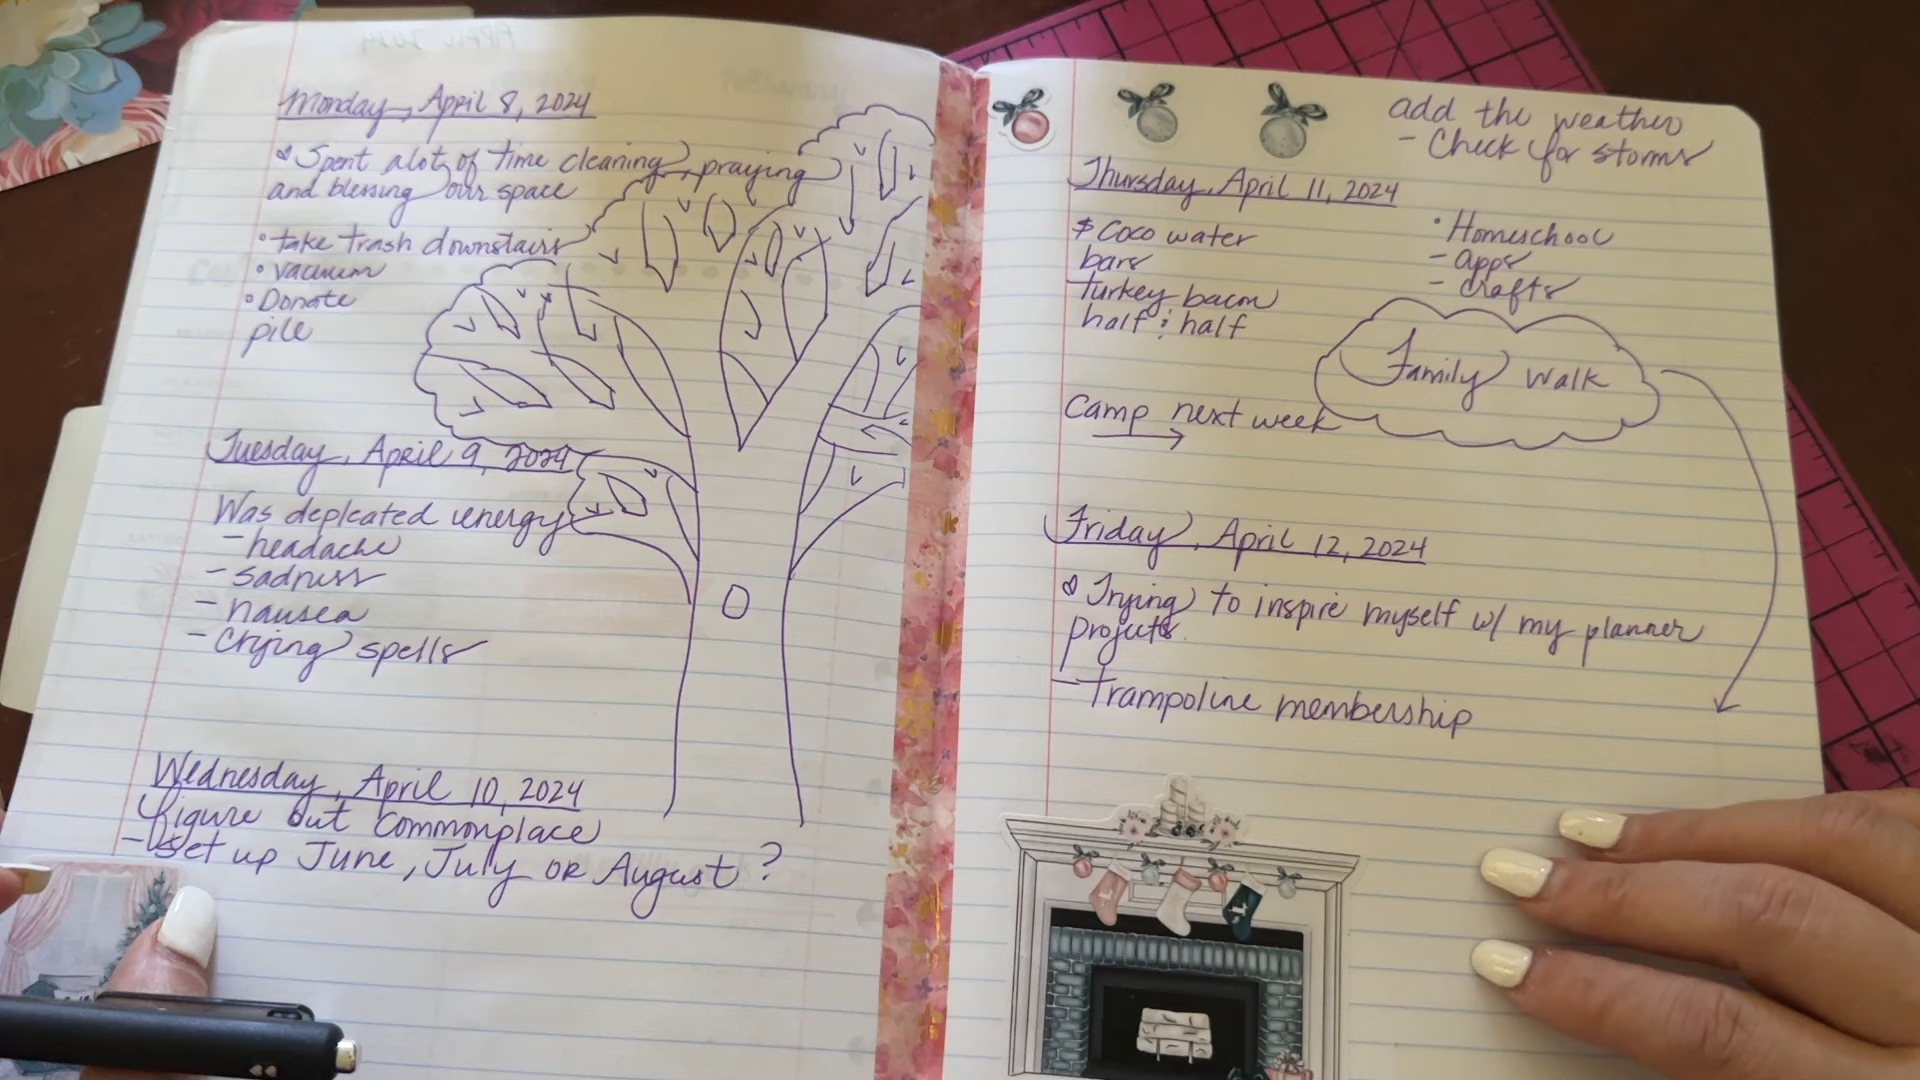 Monday, April 8, 2024
Spent alot of time cleaning, praying
and blessing our space
• take trash downstairs
• vacuum
• Donate
pile
Tuesday, April 9, 2024
Was depleated energy
- headache
- sadness
- nausea
- Crying spells
Wednesday, April 10, 2024
figure out Commonplace
- set up June, July or August?
add the weather
- Check for storms
Thursday, April 11, 2024
$ Coco water
bars
turkey bacon
half & half
• Homeschool
- apps
- crafts
Family walk
Camp next week
Friday, April 12, 2024
Trying to inspire myself w/ my planner
projects.
- Trampoline membership